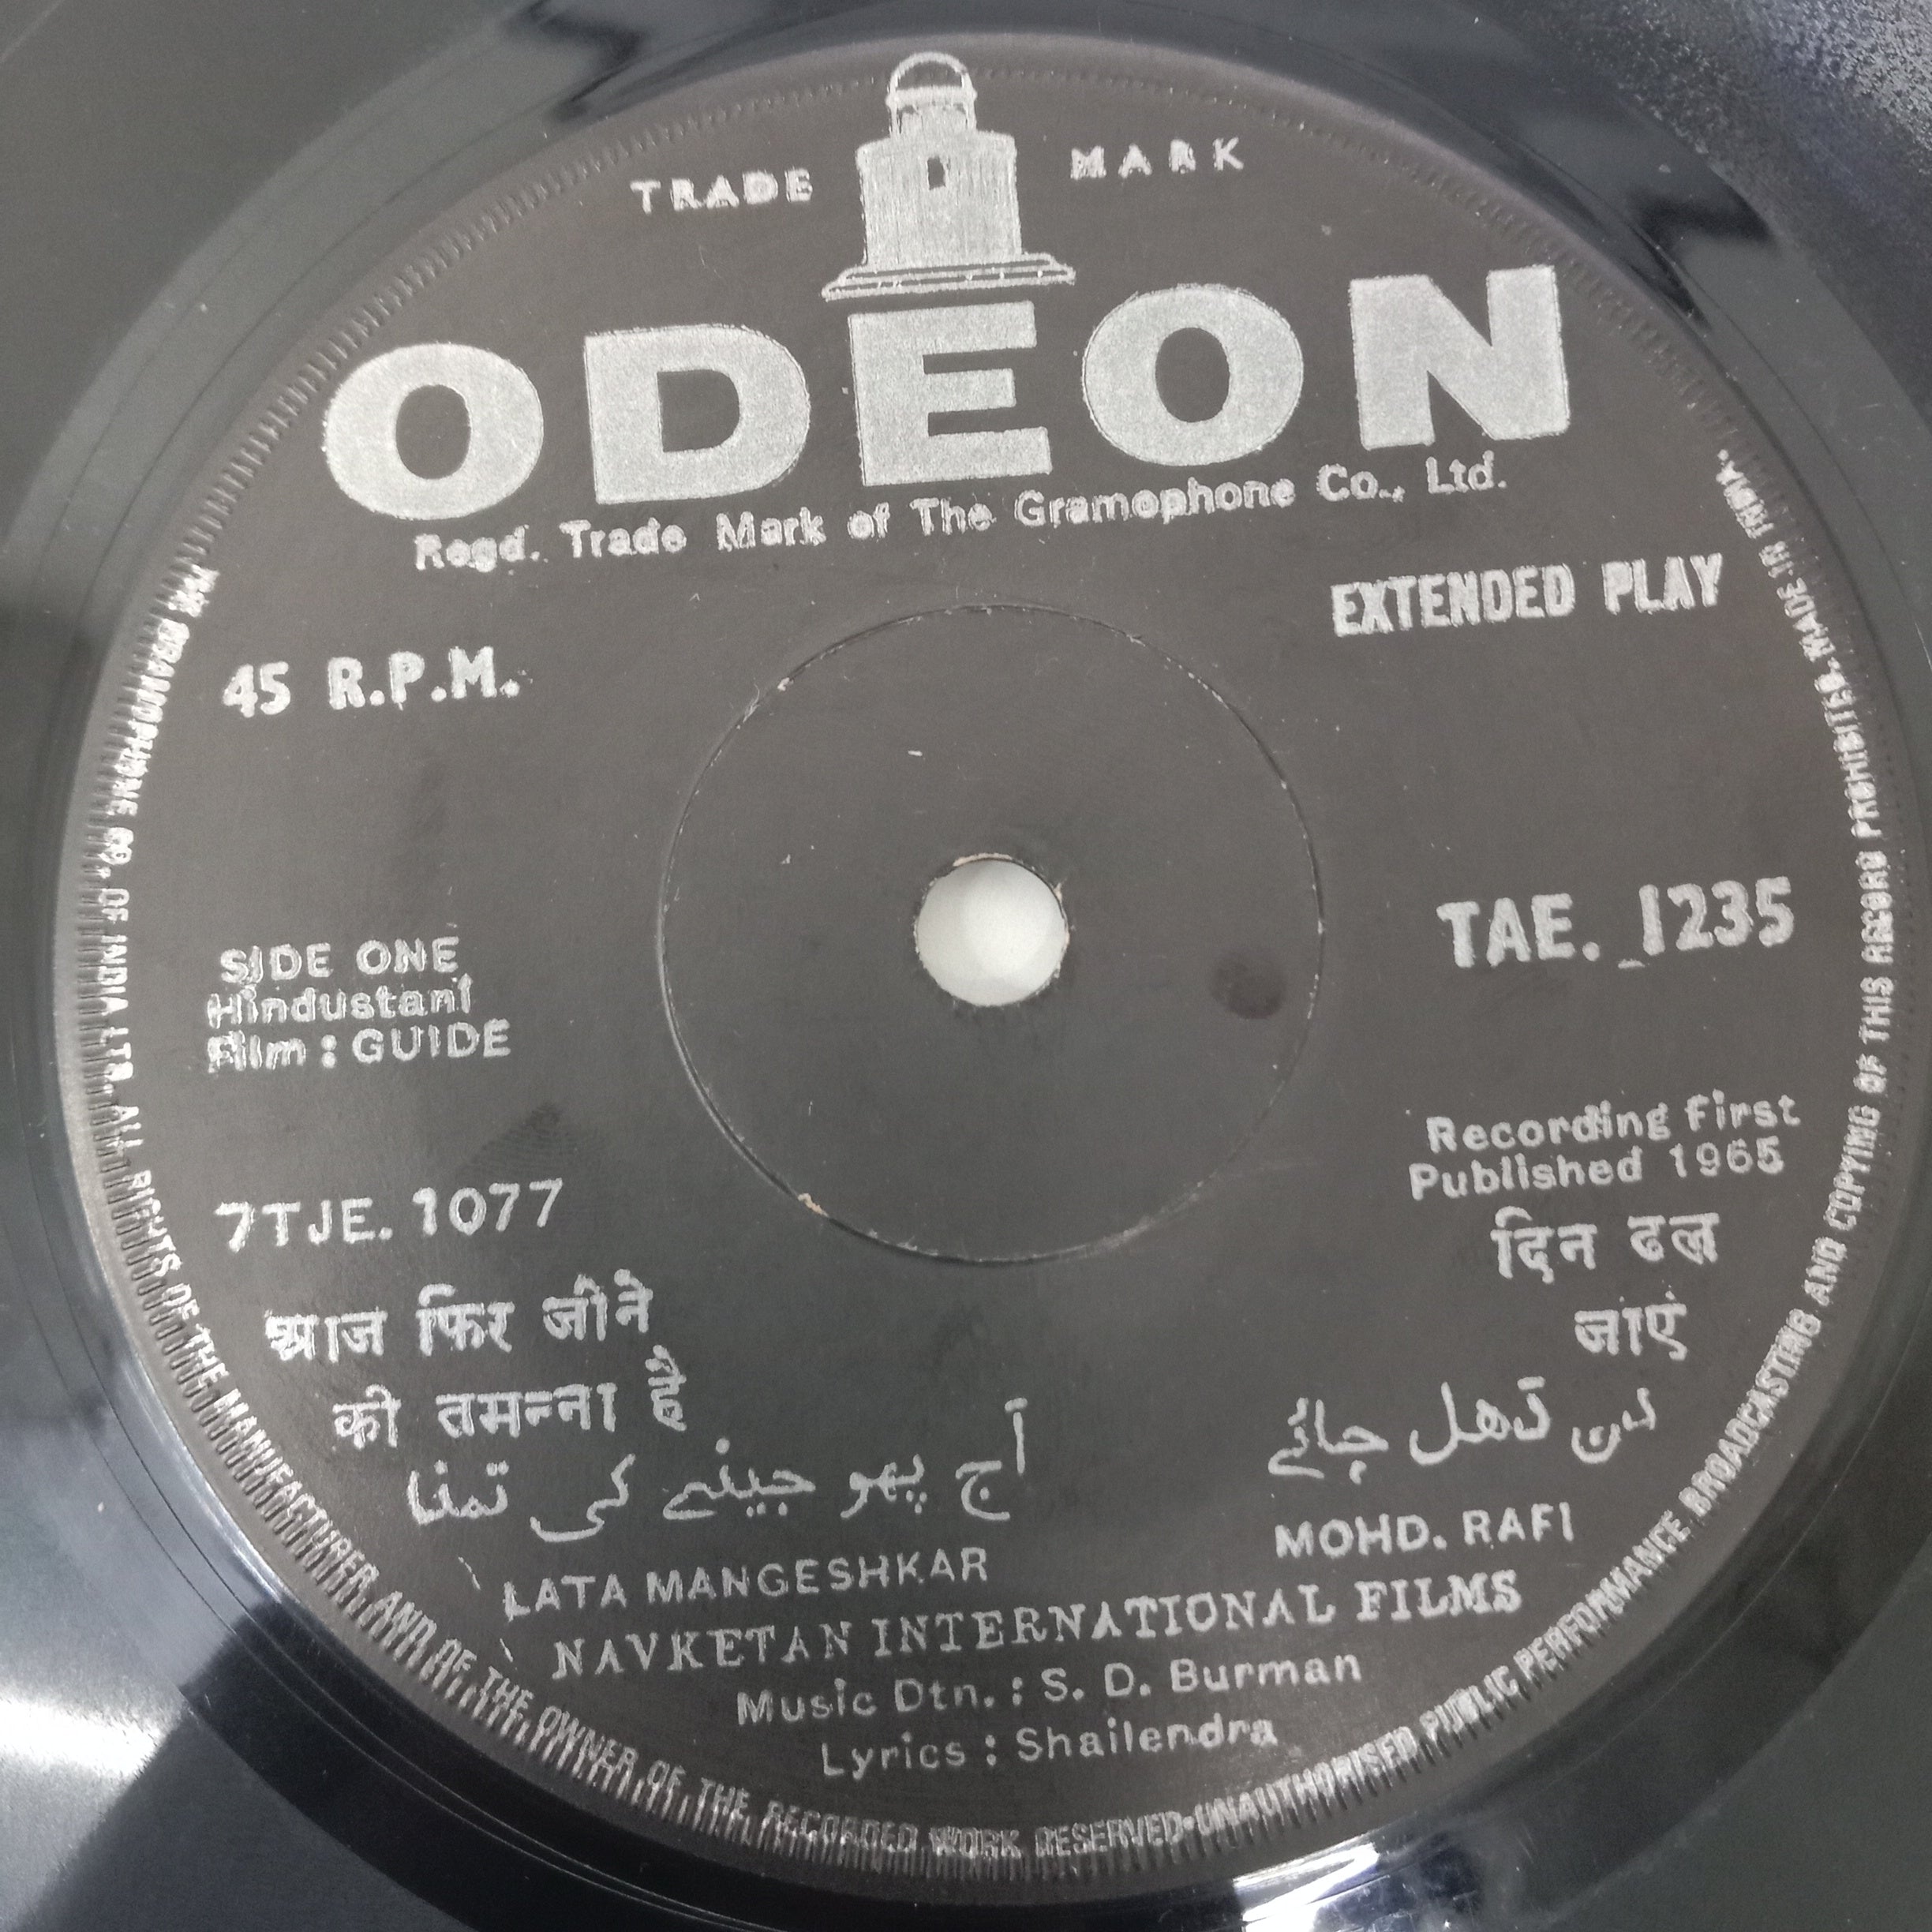 TRADE MARK
ODEON
Regd. Trade Mark of The Gramophone Co., Ltd.
EXTENDED PLAY
45 R.P.M.
TAE. 1235
SIDE ONE
Hindustani
Film : GUIDE
Recording First
Published 1965
7TJE. 1077
दिन ढल
जाएं
आज फिर जीने
की तमन्ना है
دن ڈھل جائے
آج پھر جینے کی تمنا
MOHD. RAFI
LATA MANGESHKAR
NAVKETAN INTERNATIONAL FILMS
Music Dtn. : S. D. Burman
Lyrics : Shailendra
THE GRAMOPHONE CO. OF INDIA LTD. ALL RIGHTS OF THE MANUFACTURER AND OF THE OWNER OF THE RECORDED WORK RESERVED·UNAUTHORISED PUBLIC PERFORMANCE BROADCASTING AND COPYING OF THIS RECORD PROHIBITED. MADE IN INDIA.